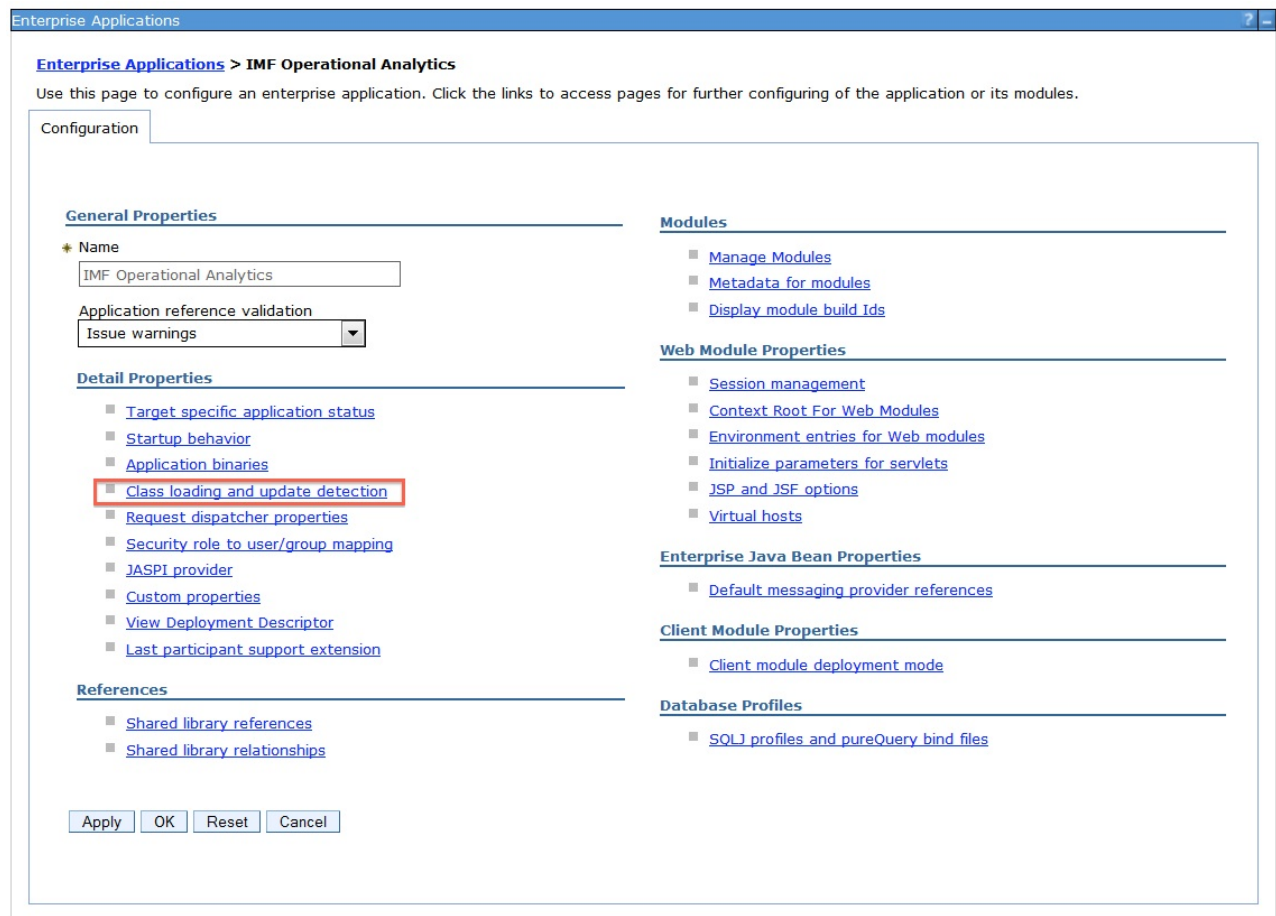 Enterprise Applications
? -
Enterprise Applications > IMF Operational Analytics
Use this page to configure an enterprise application. Click the links to access pages for further configuring of the application or its modules.
Configuration
General Properties
Name
IMF Operational Analytics
Application reference validation
Issue warnings
Detail Properties
Target specific application status
Startup behavior
Application binaries
Class loading and update detection
Request dispatcher properties
Security role to user/group mapping
JASPI provider
Custom properties
View Deployment Descriptor
Last participant support extension
References
Shared library references
Shared library relationships
Modules
Manage Modules
Metadata for modules
Display module build Ids
Web Module Properties
Session management
Context Root For Web Modules
Environment entries for Web modules
Initialize parameters for servlets
JSP and JSF options
Virtual hosts
Enterprise Java Bean Properties
Default messaging provider references
Client Module Properties
Client module deployment mode
Database Profiles
SQLJ profiles and pureQuery bind files
Apply OK Reset Cancel